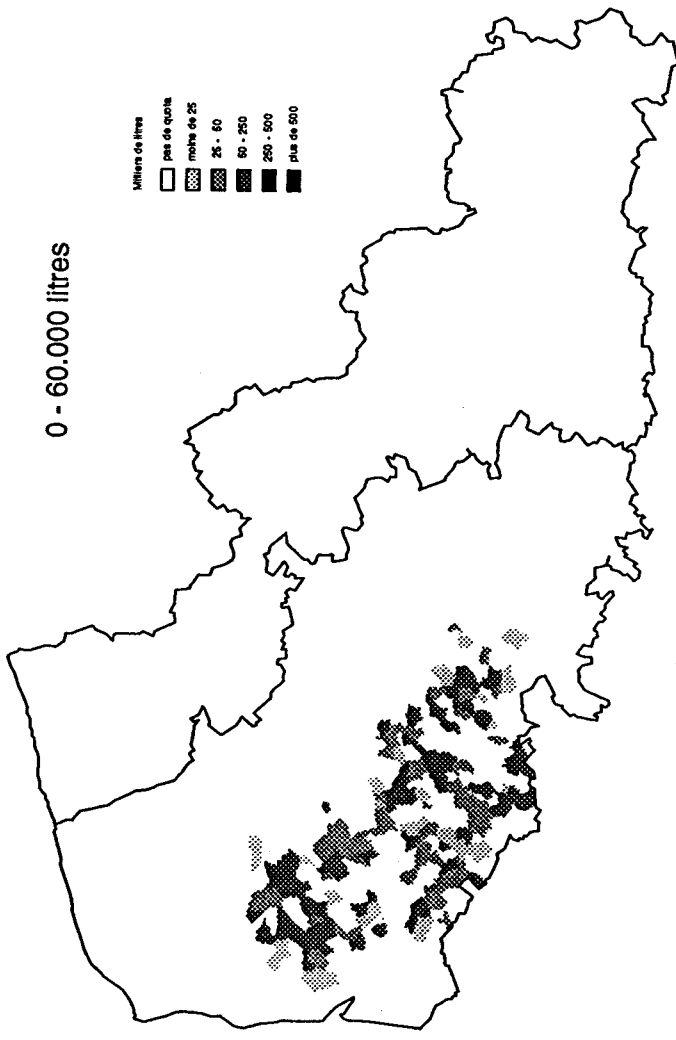 0 - 60.000 litres
Milliers de litres
pas de quota
moins de 25
25 - 60
60 - 250
250 - 500
plus de 500